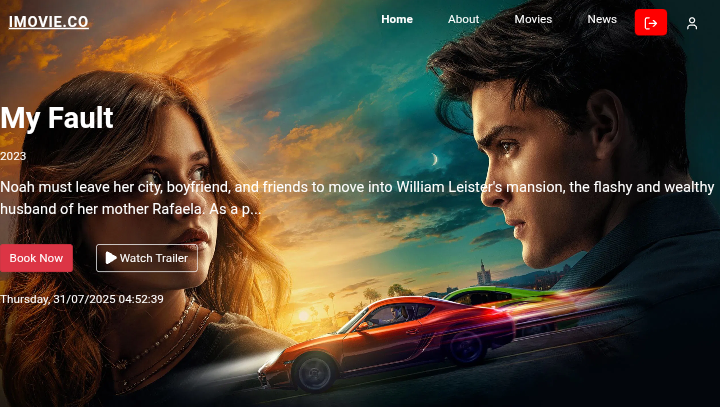 IMOVIE.CO
Home About Movies News
My Fault
2023
Noah must leave her city, boyfriend, and friends to move into William Leister's mansion, the flashy and wealthy
husband of her mother Rafaela. As a p...
Book Now Watch Trailer
Thursday, 31/07/2025 04:52:39